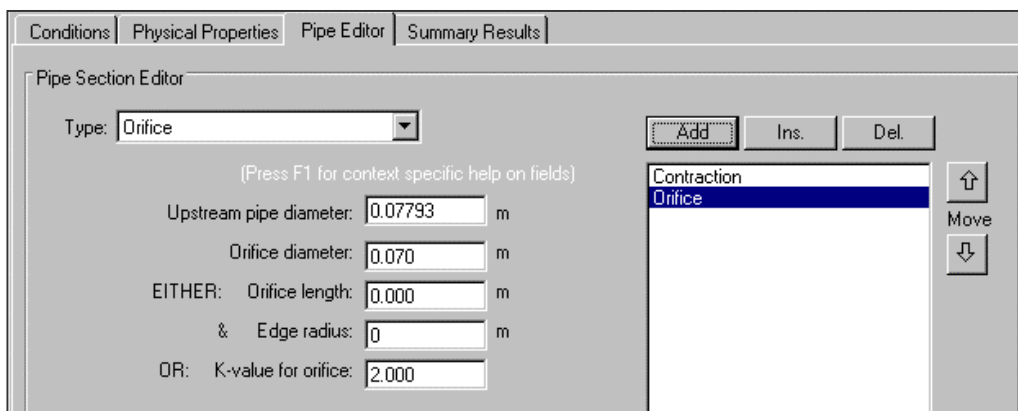 Conditions Physical Properties Pipe Editor Summary Results
Pipe Section Editor
Type: Orifice
Add Ins. Del.
(Press F1 for context specific help on fields)
Upstream pipe diameter: 0.07793 m
Orifice diameter: 0.070 m
EITHER: Orifice length: 0.000 m
& Edge radius: 0 m
OR: K-value for orifice: 2.000
Contraction
Orifice
Move